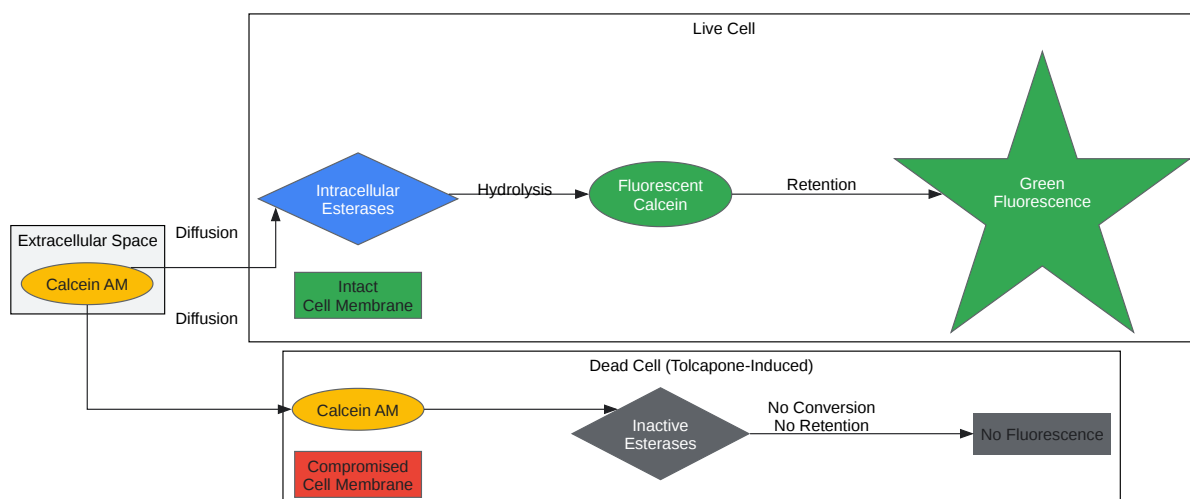 Live Cell
Intracellular
Esterases
Hydrolysis
Fluorescent
Calcein
Retention
Green
Fluorescence
Extracellular Space
Calcein AM
Diffusion
Diffusion
Intact
Cell Membrane
Dead Cell (Tolcapone-Induced)
Calcein AM
Inactive
Esterases
No Conversion
No Retention
No Fluorescence
Compromised
Cell Membrane